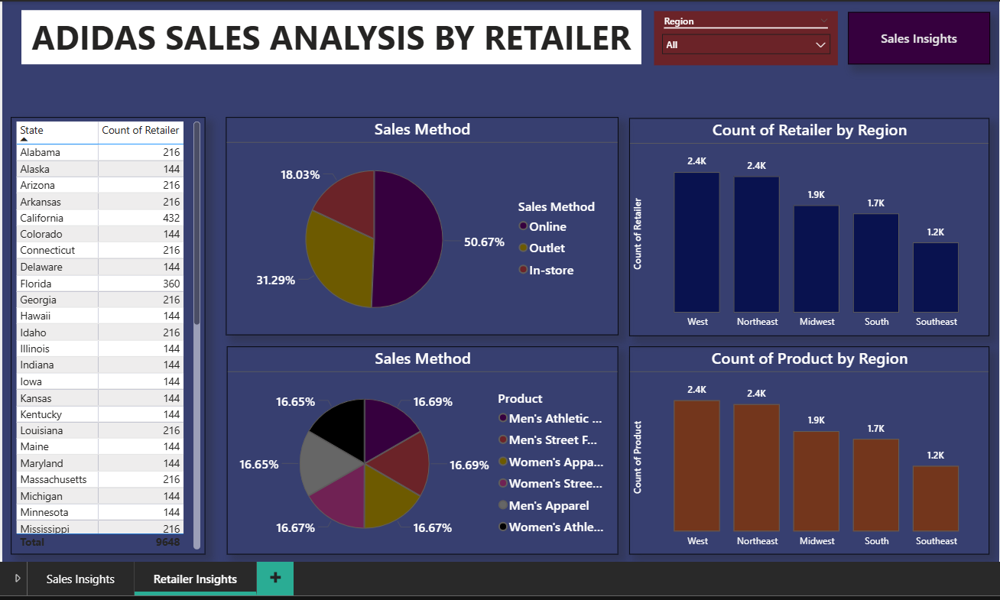 ADIDAS SALES ANALYSIS BY RETAILER
Region
All
Sales Insights
State Count of Retailer
Alabama 216
Alaska 144
Arizona 216
Arkansas 216
California 432
Colorado 144
Connecticut 216
Delaware 144
Florida 360
Georgia 216
Hawaii 144
Idaho 216
Illinois 144
Indiana 144
Iowa 144
Kansas 144
Kentucky 144
Louisiana 216
Maine 144
Maryland 144
Massachusetts 216
Michigan 144
Minnesota 144
Mississippi 216
Total 9648
Sales Method
18.03%
50.67%
31.29%
Sales Method
Online
Outlet
In-store
Count of Retailer by Region
Count of Retailer
2.4K
2.4K
1.9K
1.7K
1.2K
West Northeast Midwest South Southeast
Sales Method
16.65%
16.69%
16.65%
16.69%
16.67%
16.67%
Product
Men's Athletic ...
Men's Street F...
Women's Appa...
Women's Stree...
Men's Apparel
Women's Athle...
Count of Product by Region
Count of Product
2.4K
2.4K
1.9K
1.7K
1.2K
West Northeast Midwest South Southeast
Sales Insights Retailer Insights +